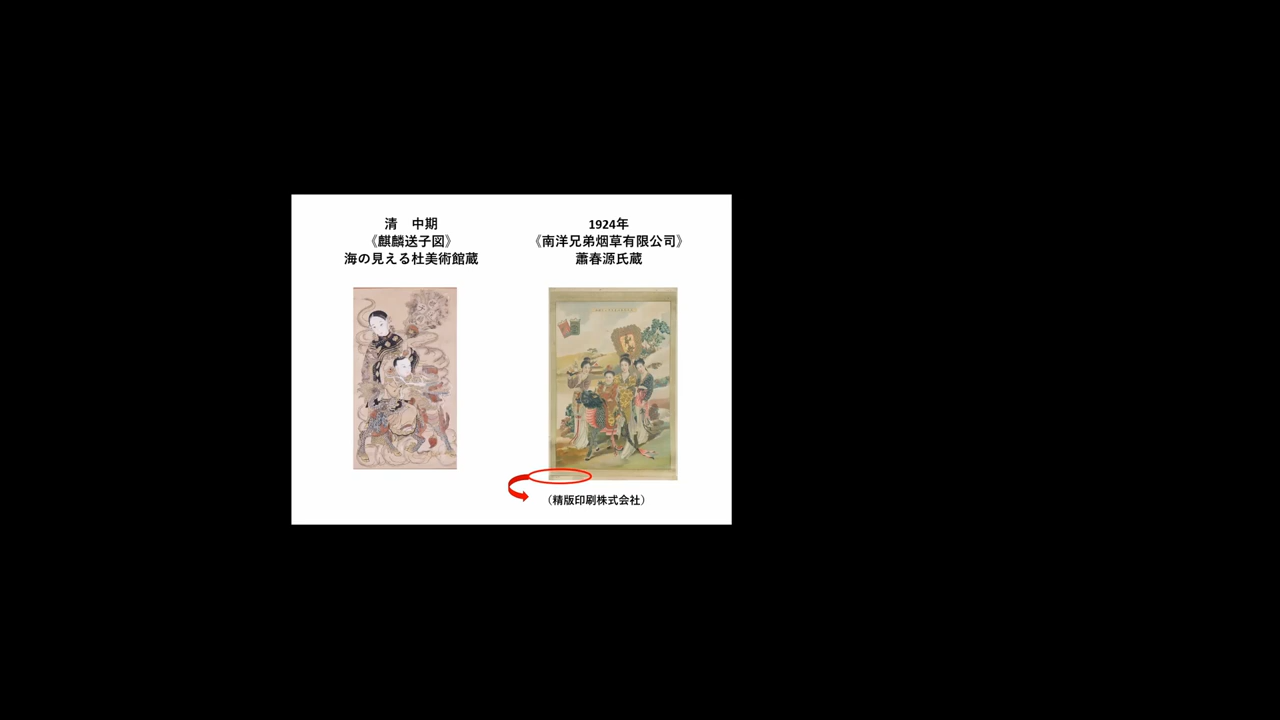 清　中期
《麒麟送子図》
海の見える杜美術館蔵
1924年
《南洋兄弟烟草有限公司》
蕭春源氏蔵
（精版印刷株式会社）